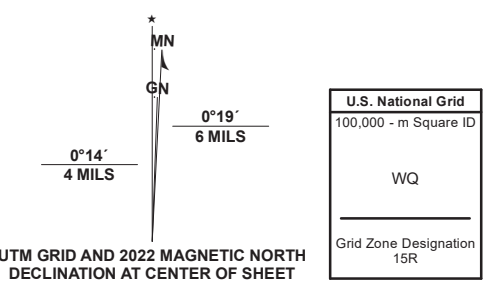 ★
MN
GN
0°19´
6 MILS
0°14´
4 MILS
UTM GRID AND 2022 MAGNETIC NORTH
DECLINATION AT CENTER OF SHEET
U.S. National Grid
100,000 - m Square ID
WQ
Grid Zone Designation
15R